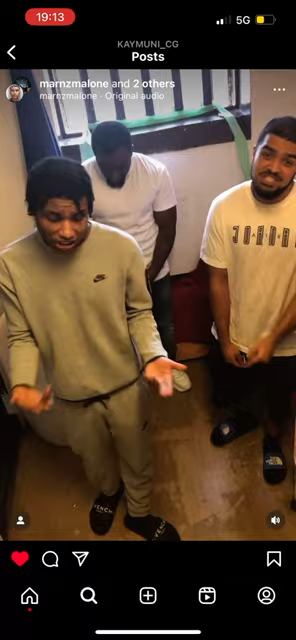 19:13
5G
KAYMUNI_CG
Posts
marnzmalone and 2 others
marnzmalone · Original audio
JORDAN